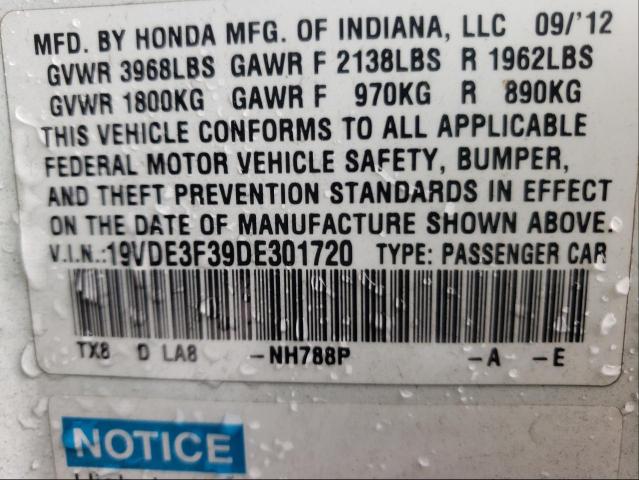 MFD. BY HONDA MFG. OF INDIANA, LLC 09/'12
GVWR 3968LBS GAWR F 2138LBS R 1962LBS
GVWR 1800KG GAWR F 970KG R 890KG
THIS VEHICLE CONFORMS TO ALL APPLICABLE
FEDERAL MOTOR VEHICLE SAFETY, BUMPER,
AND THEFT PREVENTION STANDARDS IN EFFECT
ON THE DATE OF MANUFACTURE SHOWN ABOVE.
V.I.N.:19VDE3F39DE301720 TYPE: PASSENGER CAR
TX8 D LA8 -NH788P -A -E
NOTICE